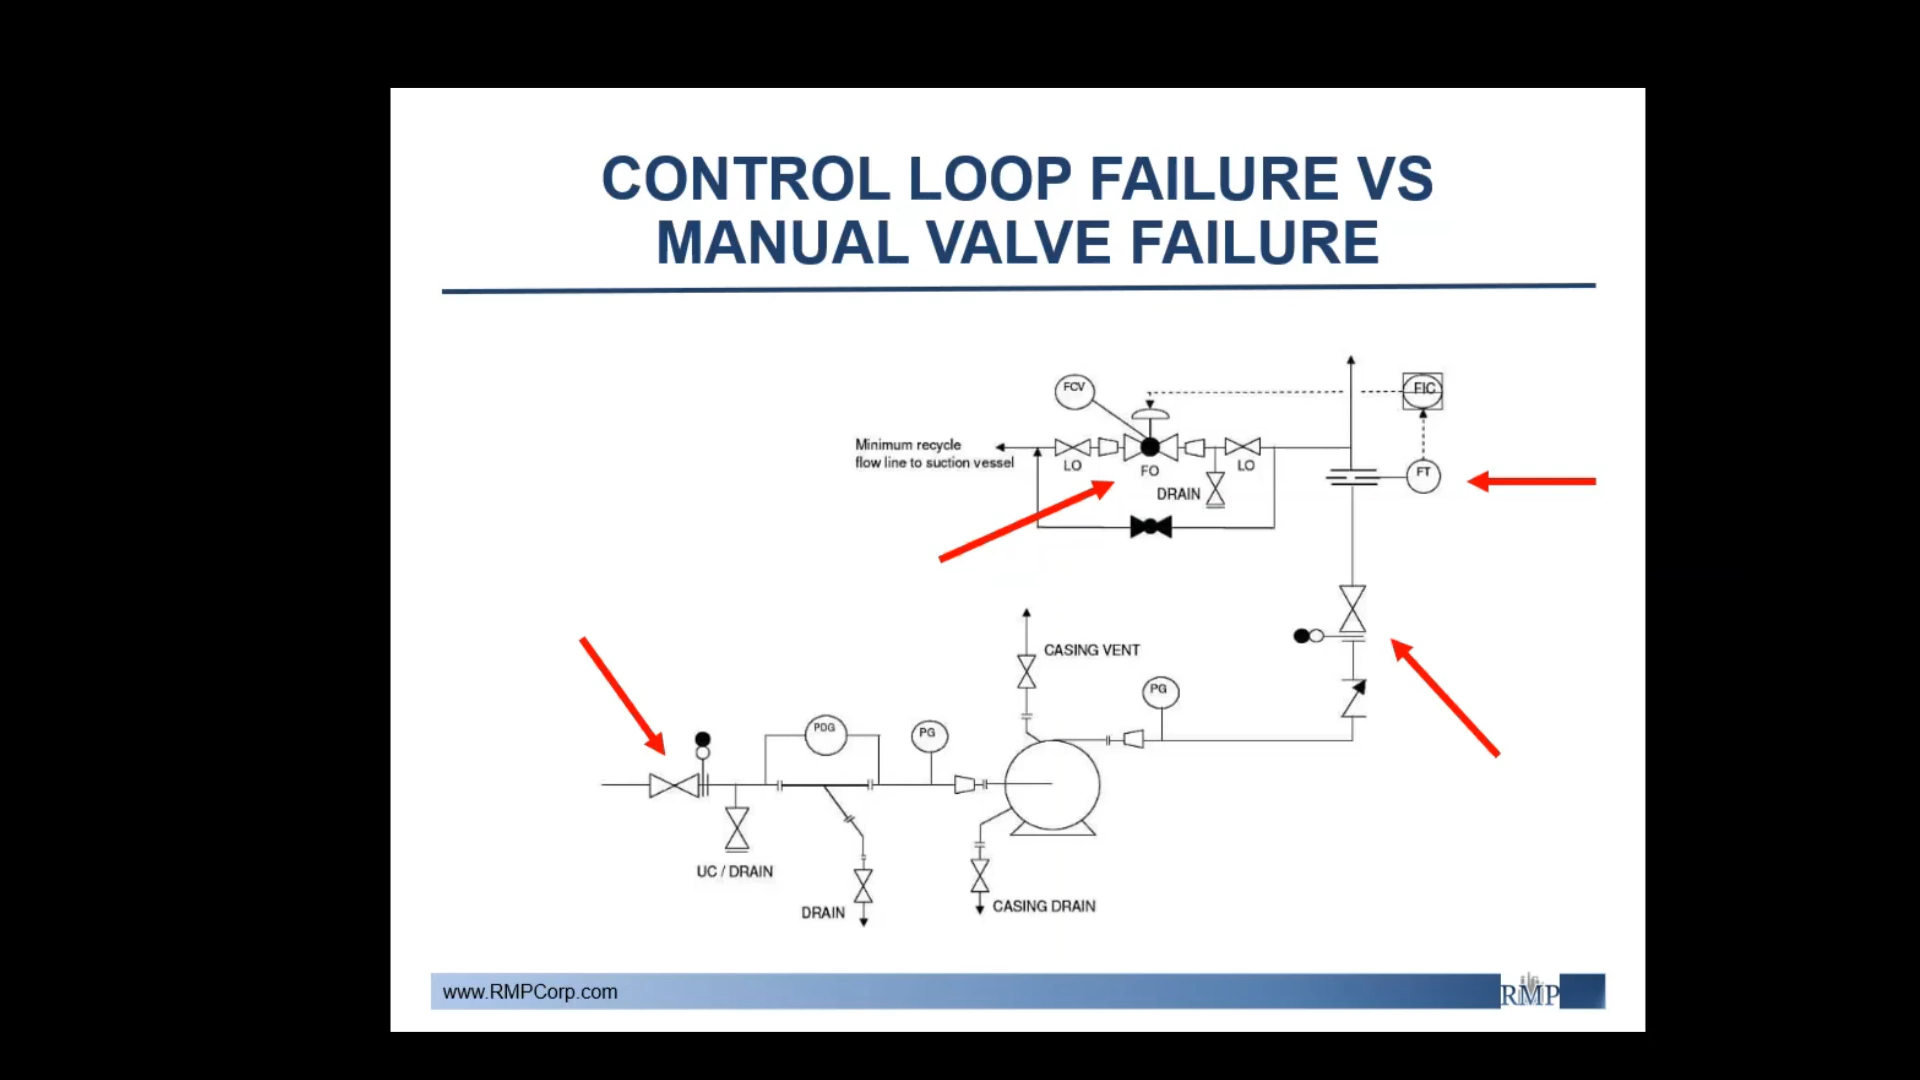 CONTROL LOOP FAILURE VS
MANUAL VALVE FAILURE
FCV
FIC
Minimum recycle
flow line to suction vessel
LO
FO
LO
FT
DRAIN
CASING VENT
PG
PDG
PG
UC / DRAIN
DRAIN
CASING DRAIN
www.RMPCorp.com
RMP